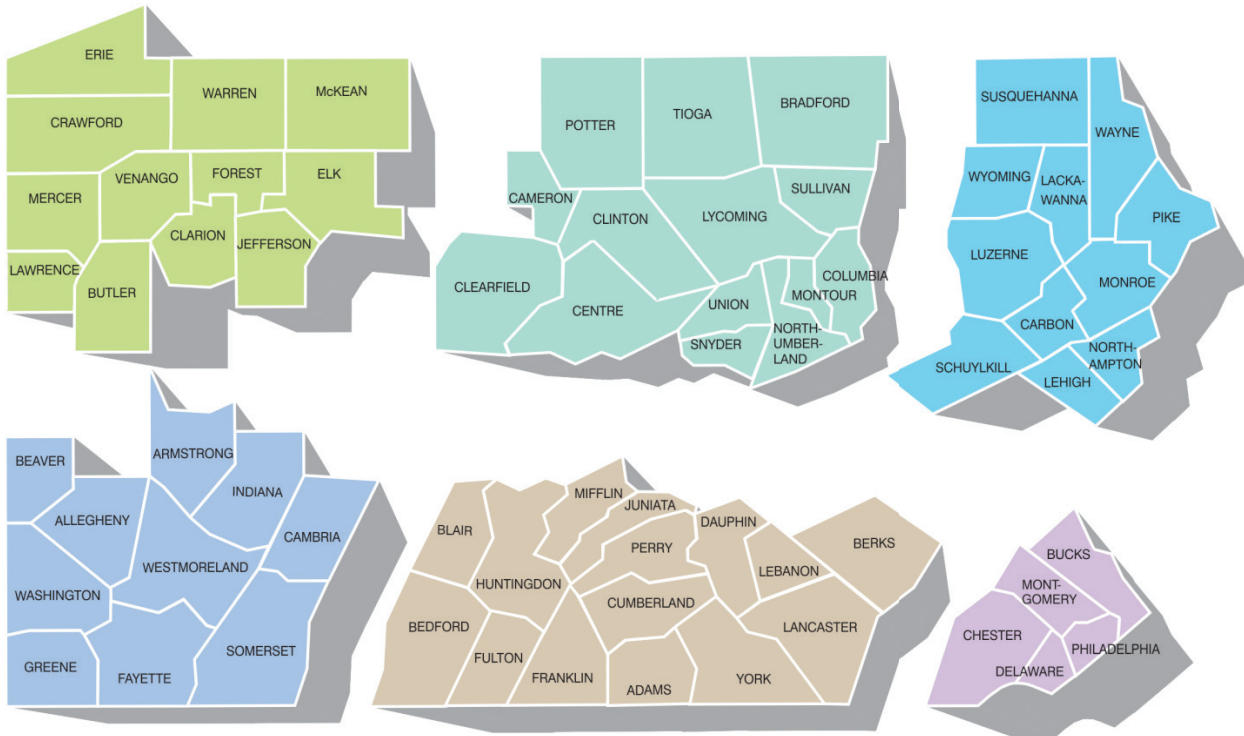 ERIE
WARREN
McKEAN
CRAWFORD
VENANGO
FOREST
ELK
MERCER
CLARION
JEFFERSON
LAWRENCE
BUTLER
POTTER
TIOGA
BRADFORD
CAMERON
CLINTON
LYCOMING
SULLIVAN
CLEARFIELD
CENTRE
UNION
MONTOUR
COLUMBIA
SNYDER
NORTH-
UMBER-
LAND
SUSQUEHANNA
WAYNE
WYOMING
LACKA-
WANNA
PIKE
LUZERNE
MONROE
CARBON
SCHUYLKILL
LEHIGH
NORTH-
AMPTON
BEAVER
ARMSTRONG
INDIANA
ALLEGHENY
CAMBRIA
WESTMORELAND
WASHINGTON
GREENE
FAYETTE
SOMERSET
BLAIR
MIFFLIN
JUNIATA
DAUPHIN
BERKS
HUNTINGDON
PERRY
LEBANON
BEDFORD
CUMBERLAND
LANCASTER
FULTON
FRANKLIN
ADAMS
YORK
BUCKS
MONT-
GOMERY
CHESTER
PHILADELPHIA
DELAWARE